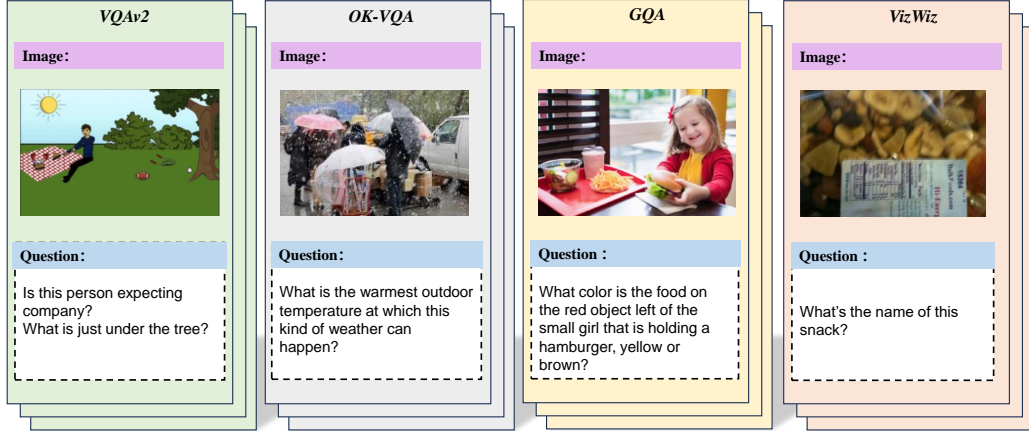 VQAv2
Image:
Question:
Is this person expecting
company?
What is just under the tree?
OK-VQA
Image:
Question:
What is the warmest outdoor
temperature at which this
kind of weather can
happen?
GQA
Image:
Question :
What color is the food on
the red object left of the
small girl that is holding a
hamburger, yellow or
brown?
VizWiz
Image:
Question :
What's the name of this
snack?